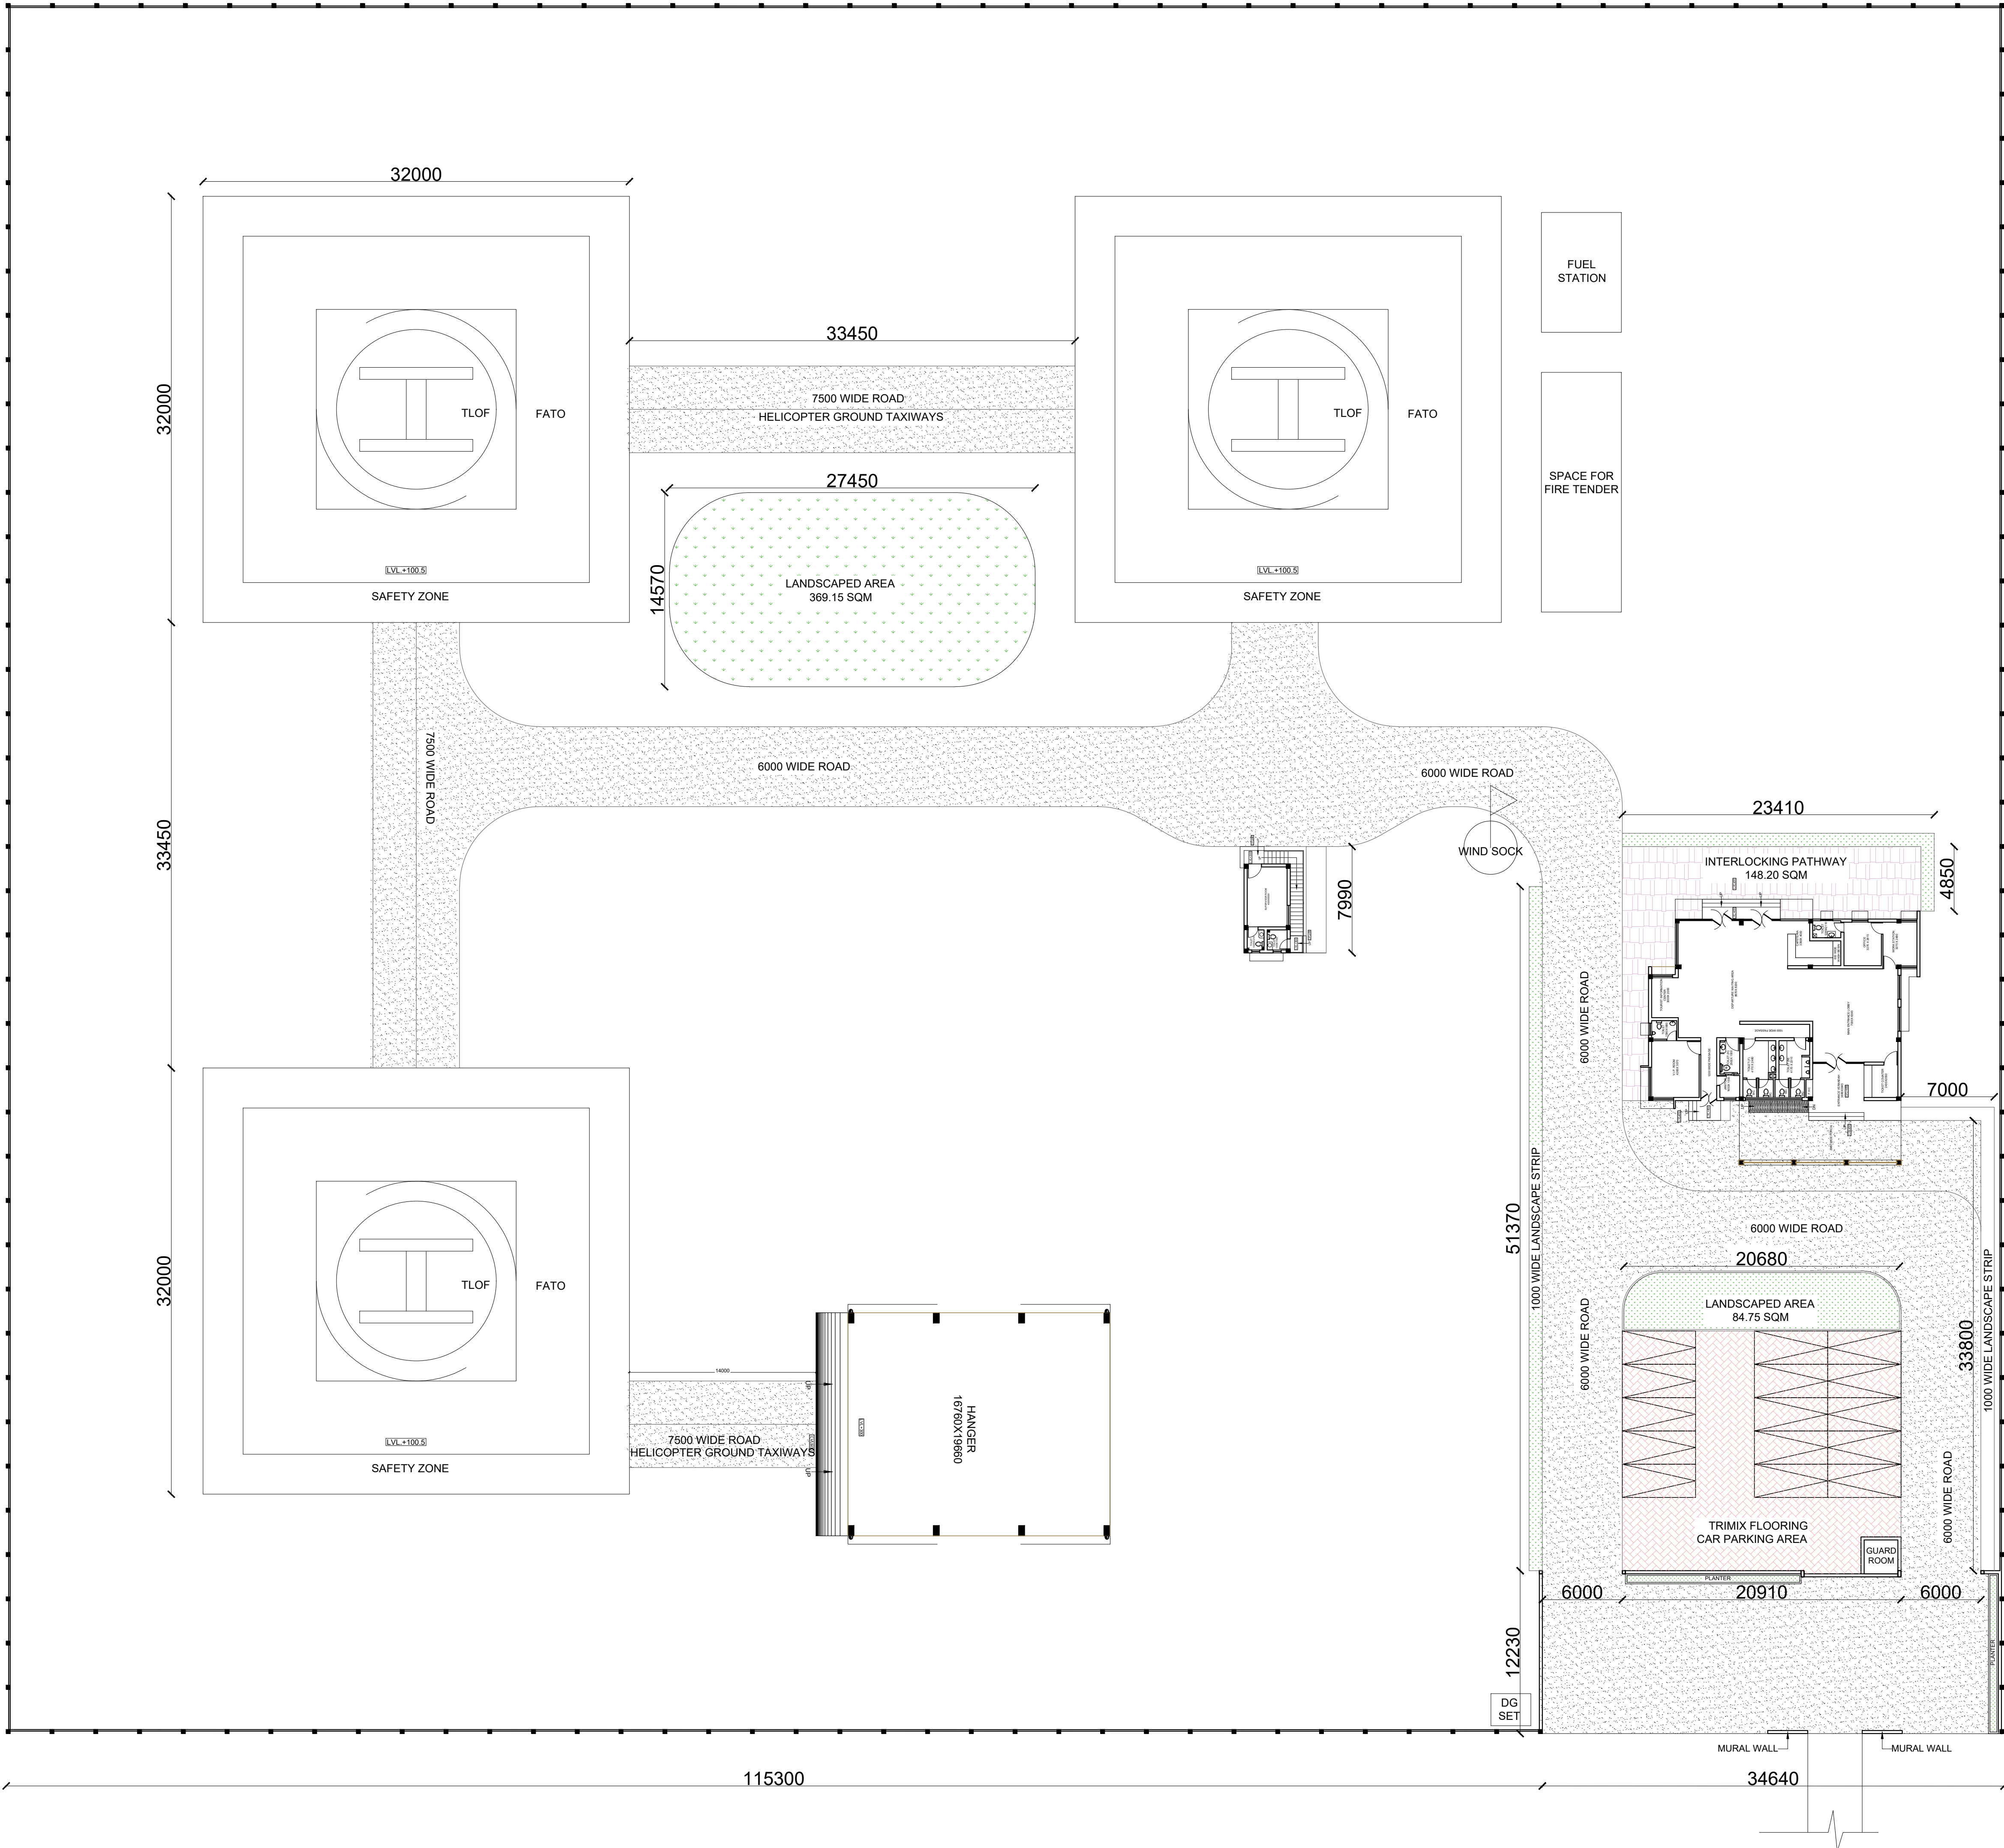 32000
32000
33450
32000
TLOF
FATO
LVL.+100.5
SAFETY ZONE
33450
7500 WIDE ROAD
HELICOPTER GROUND TAXIWAYS
27450
14570
LANDSCAPED AREA
369.15 SQM
TLOF
FATO
LVL.+100.5
SAFETY ZONE
FUEL
STATION
SPACE FOR
FIRE TENDER
7500 WIDE ROAD
6000 WIDE ROAD
6000 WIDE ROAD
WIND SOCK
7990
23410
INTERLOCKING PATHWAY
148.20 SQM
4850
6000 WIDE ROAD
7000
TLOF
FATO
LVL.+100.5
SAFETY ZONE
14000
7500 WIDE ROAD
HELICOPTER GROUND TAXIWAYS
UP
UP
HANGER
16760X19660
51370
1000 WIDE LANDSCAPE STRIP
6000 WIDE ROAD
20680
LANDSCAPED AREA
84.75 SQM
6000 WIDE ROAD
33800
1000 WIDE LANDSCAPE STRIP
6000 WIDE ROAD
TRIMIX FLOORING
CAR PARKING AREA
GUARD
ROOM
PLANTER
6000
20910
6000
12230
PLANTER
DG
SET
MURAL WALL
MURAL WALL
115300
34640